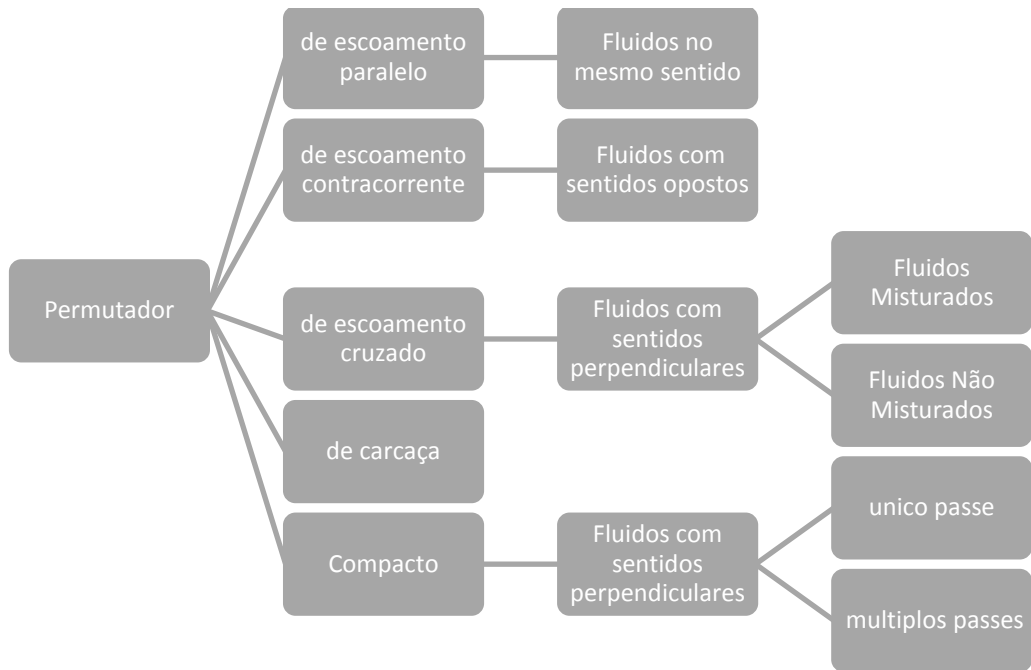 de escoamento
paralelo
Fluidos no
mesmo sentido
de escoamento
contracorrente
Fluidos com
sentidos opostos
Permutador
de escoamento
cruzado
Fluidos com
sentidos
perpendiculares
Fluidos
Misturados
Fluidos Não
Misturados
de carcaça
Compacto
Fluidos com
sentidos
perpendiculares
unico passe
multiplos passes